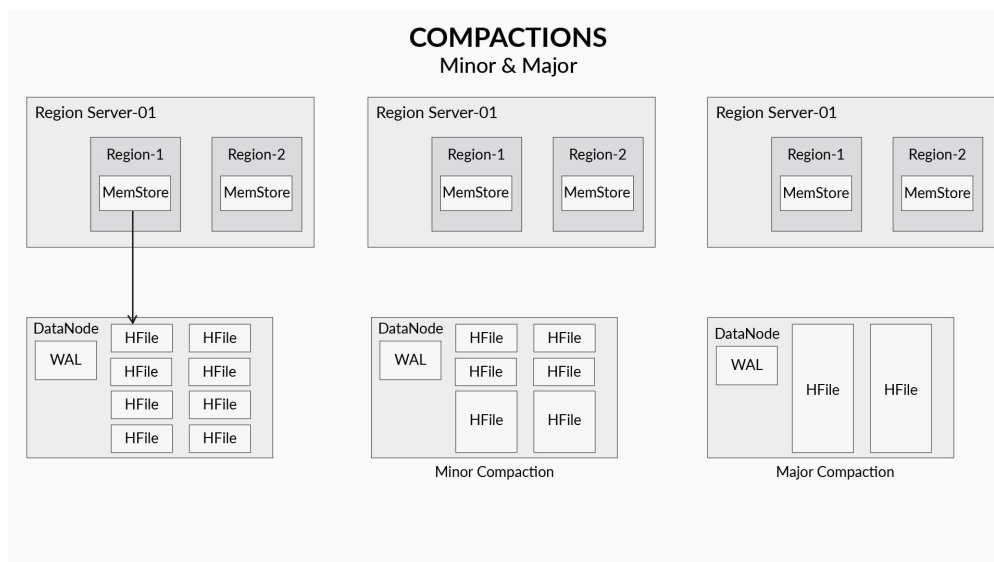 COMPACTIONS
Minor & Major
Region Server-01
Region-1
Region-2
MemStore
MemStore
DataNode
WAL
HFile
HFile
HFile
HFile
HFile
HFile
HFile
HFile
Region Server-01
Region-1
Region-2
MemStore
MemStore
DataNode
WAL
HFile
HFile
HFile
HFile
HFile
HFile
Minor Compaction
Region Server-01
Region-1
Region-2
MemStore
MemStore
DataNode
WAL
HFile
HFile
Major Compaction